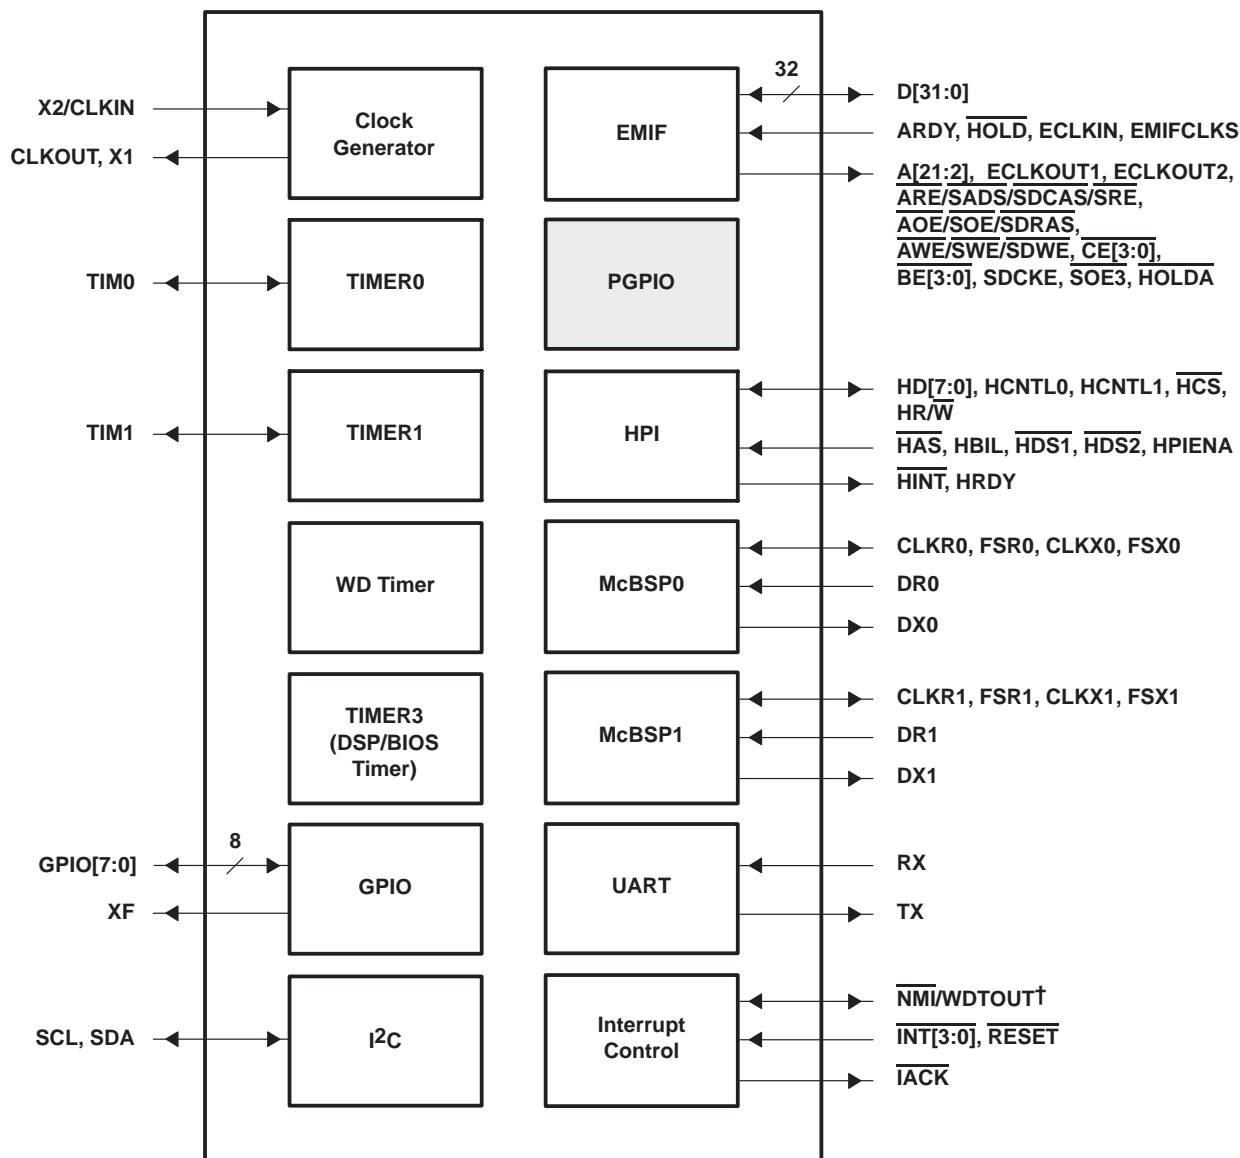 X2/CLKIN
CLKOUT, X1
Clock
Generator
EMIF
32
D[31:0]
ARDY, HOLD, ECLKIN, EMIFCLKS
A[21:2], ECLKOUT1, ECLKOUT2,
ARE/SADS/SDCAS/SRE,
AOE/SOE/SDRAS,
AWE/SWE/SDWE, CE[3:0],
BE[3:0], SDCKE, SOE3, HOLDA
TIM0
TIMER0
PGPIO
TIM1
TIMER1
HPI
HD[7:0], HCNTL0, HCNTL1, HCS,
HR/W
HAS, HBIL, HDS1, HDS2, HPIENA
HINT, HRDY
WD Timer
McBSP0
CLKR0, FSR0, CLKX0, FSX0
DR0
DX0
TIMER3
(DSP/BIOS
Timer)
McBSP1
CLKR1, FSR1, CLKX1, FSX1
DR1
DX1
GPIO[7:0]
8
XF
GPIO
UART
RX
TX
SCL, SDA
I²C
Interrupt
Control
NMI/WDTOUT†
INT[3:0], RESET
IACK